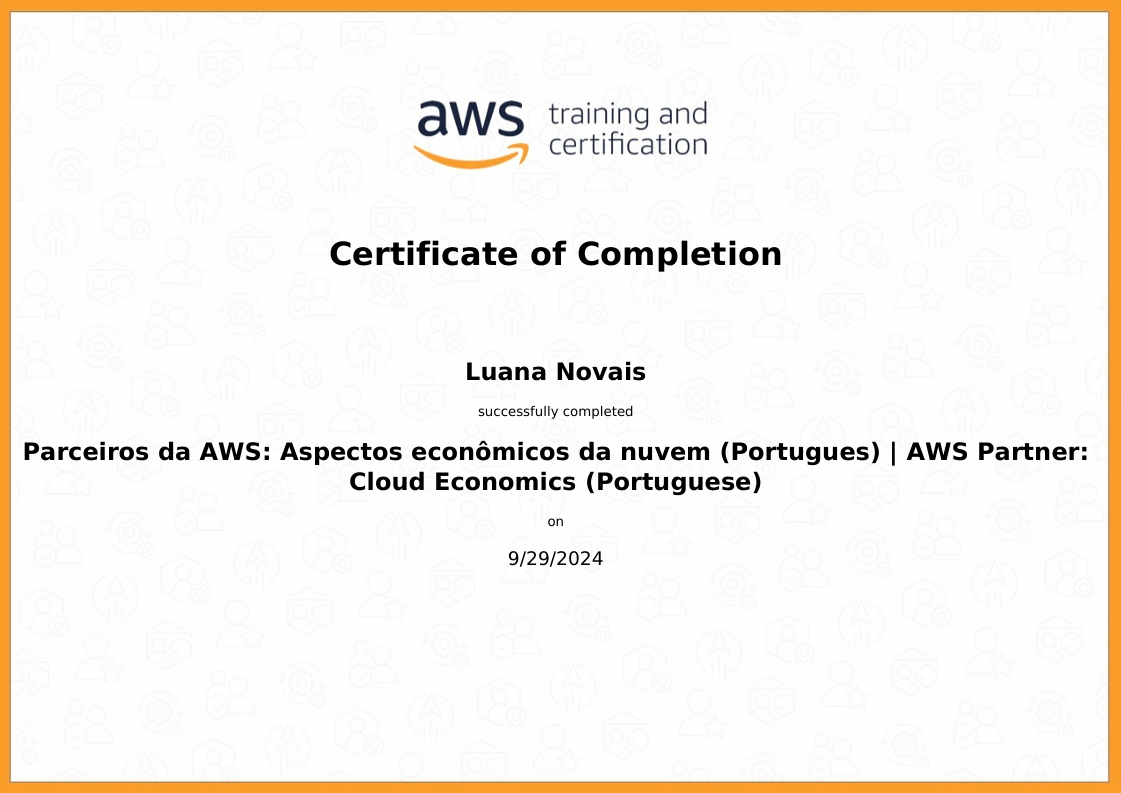 aws training and
certification
Certificate of Completion
Luana Novais
successfully completed
Parceiros da AWS: Aspectos econômicos da nuvem (Portugues) | AWS Partner:
Cloud Economics (Portuguese)
on
9/29/2024